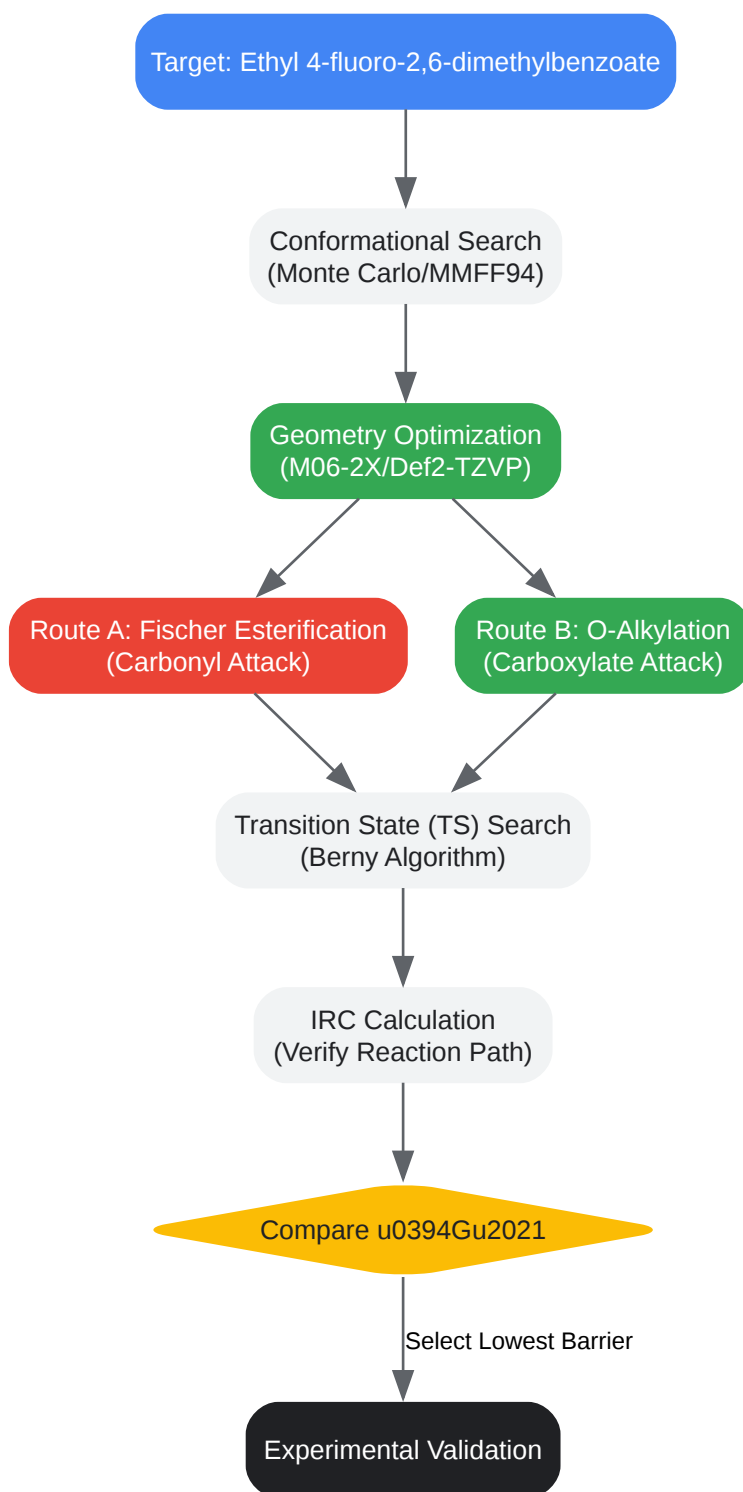 Target: Ethyl 4-fluoro-2,6-dimethylbenzoate
Conformational Search
(Monte Carlo/MMFF94)
Geometry Optimization
(M06-2X/Def2-TZVP)
Route A: Fischer Esterification
(Carbonyl Attack)
Route B: O-Alkylation
(Carboxylate Attack)
Transition State (TS) Search
(Berny Algorithm)
IRC Calculation
(Verify Reaction Path)
Compare u0394Gu2021
Select Lowest Barrier
Experimental Validation